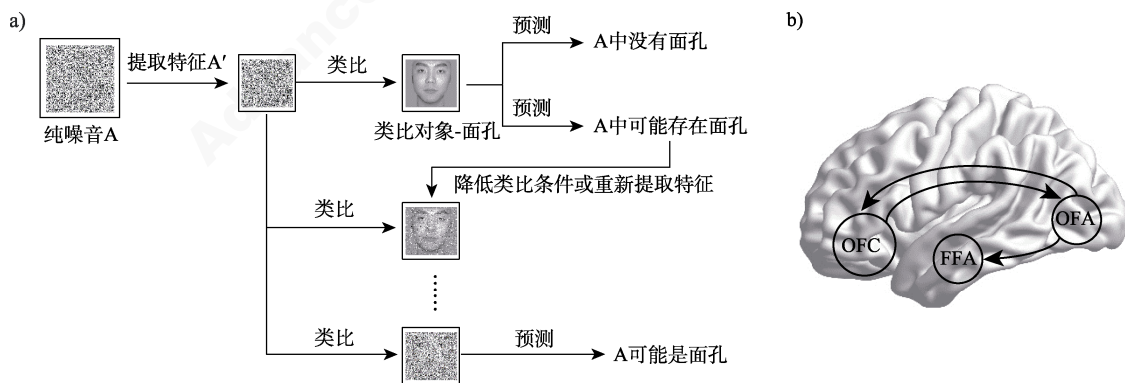 a)
纯噪音A
提取特征A′
类比
类比对象-面孔
预测
A中没有面孔
预测
A中可能存在面孔
降低类比条件或重新提取特征
类比
类比
预测
A可能是面孔
b)
OFC
FFA
OFA